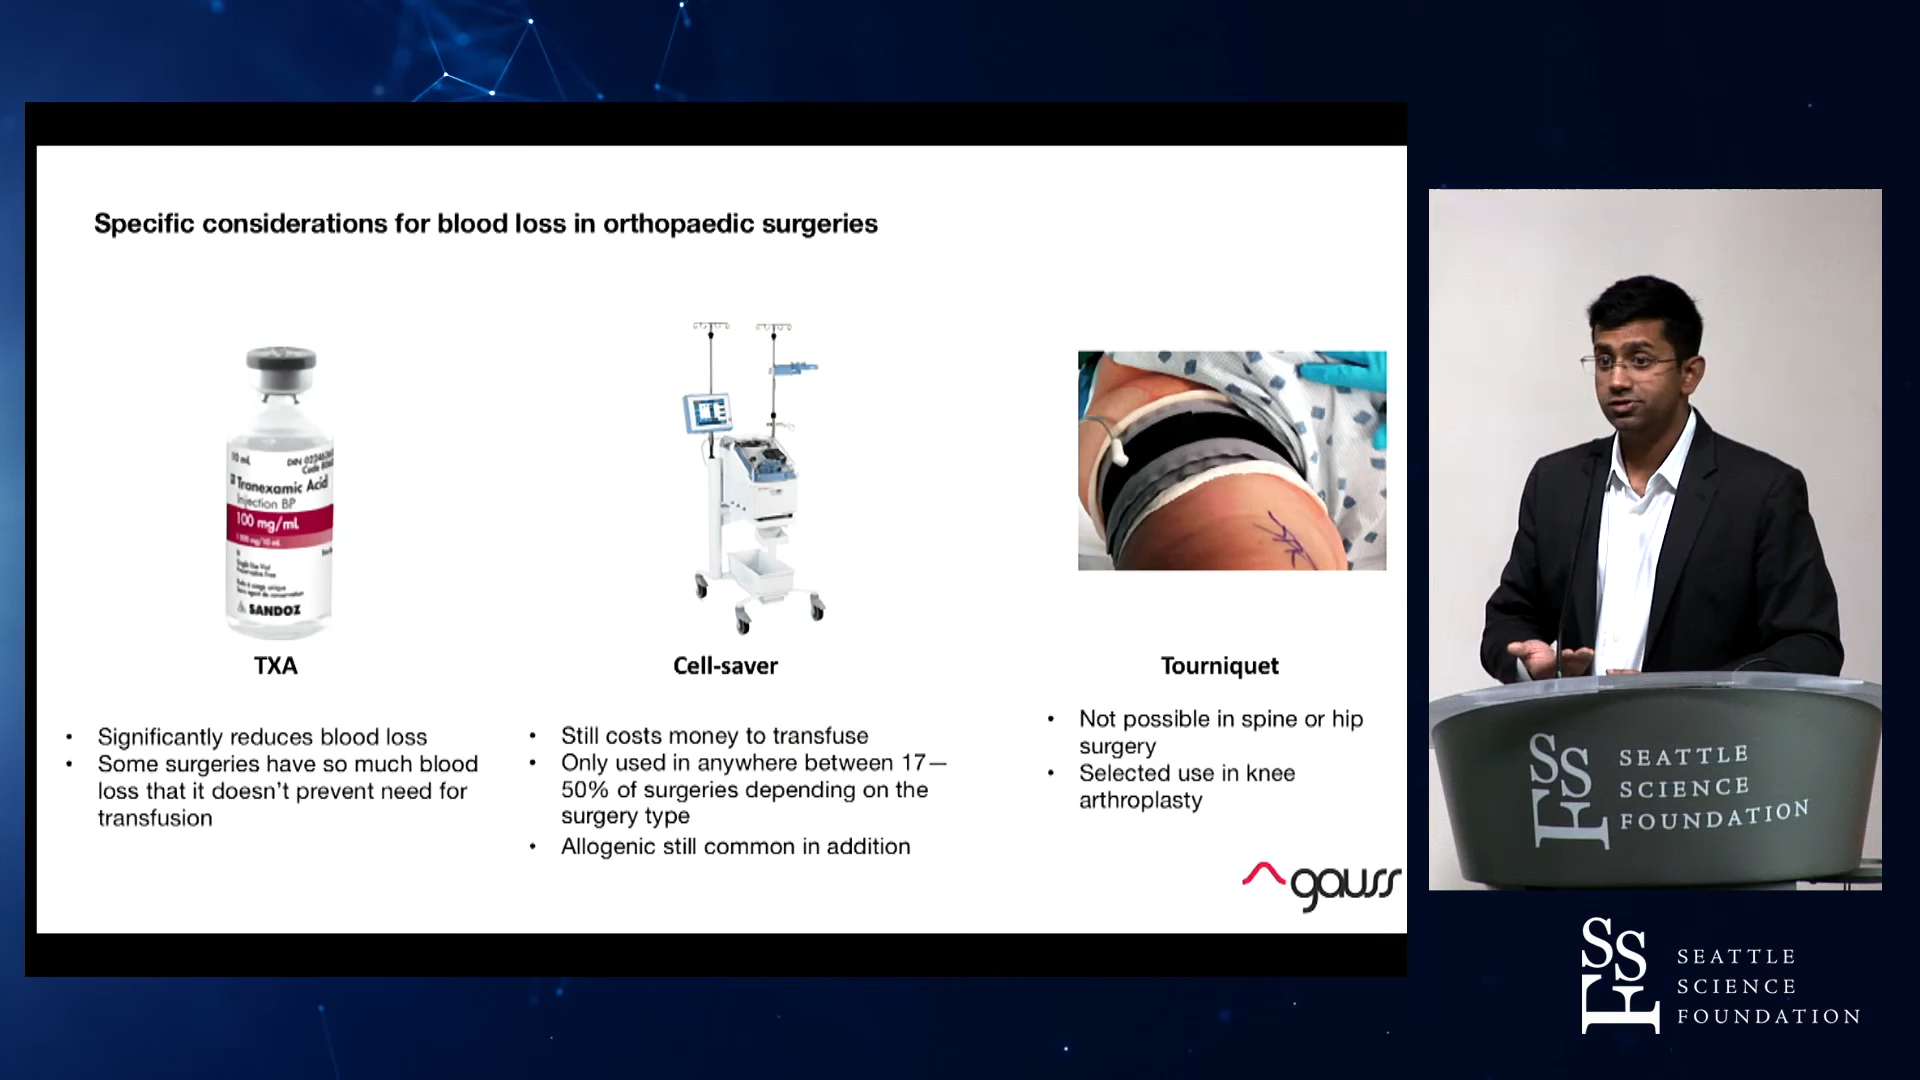 Specific considerations for blood loss in orthopaedic surgeries
10 mL
Tranexamic Acid
Injection BP
100 mg/mL
SANDOZ
TXA
• Significantly reduces blood loss
• Some surgeries have so much blood
loss that it doesn't prevent need for
transfusion
Cell-saver
• Still costs money to transfuse
• Only used in anywhere between 17—
50% of surgeries depending on the
surgery type
• Allogenic still common in addition
Tourniquet
• Not possible in spine or hip
surgery
• Selected use in knee
arthroplasty
gauss
SSF
SEATTLE
SCIENCE
FOUNDATION
SSF
SEATTLE
SCIENCE
FOUNDATION